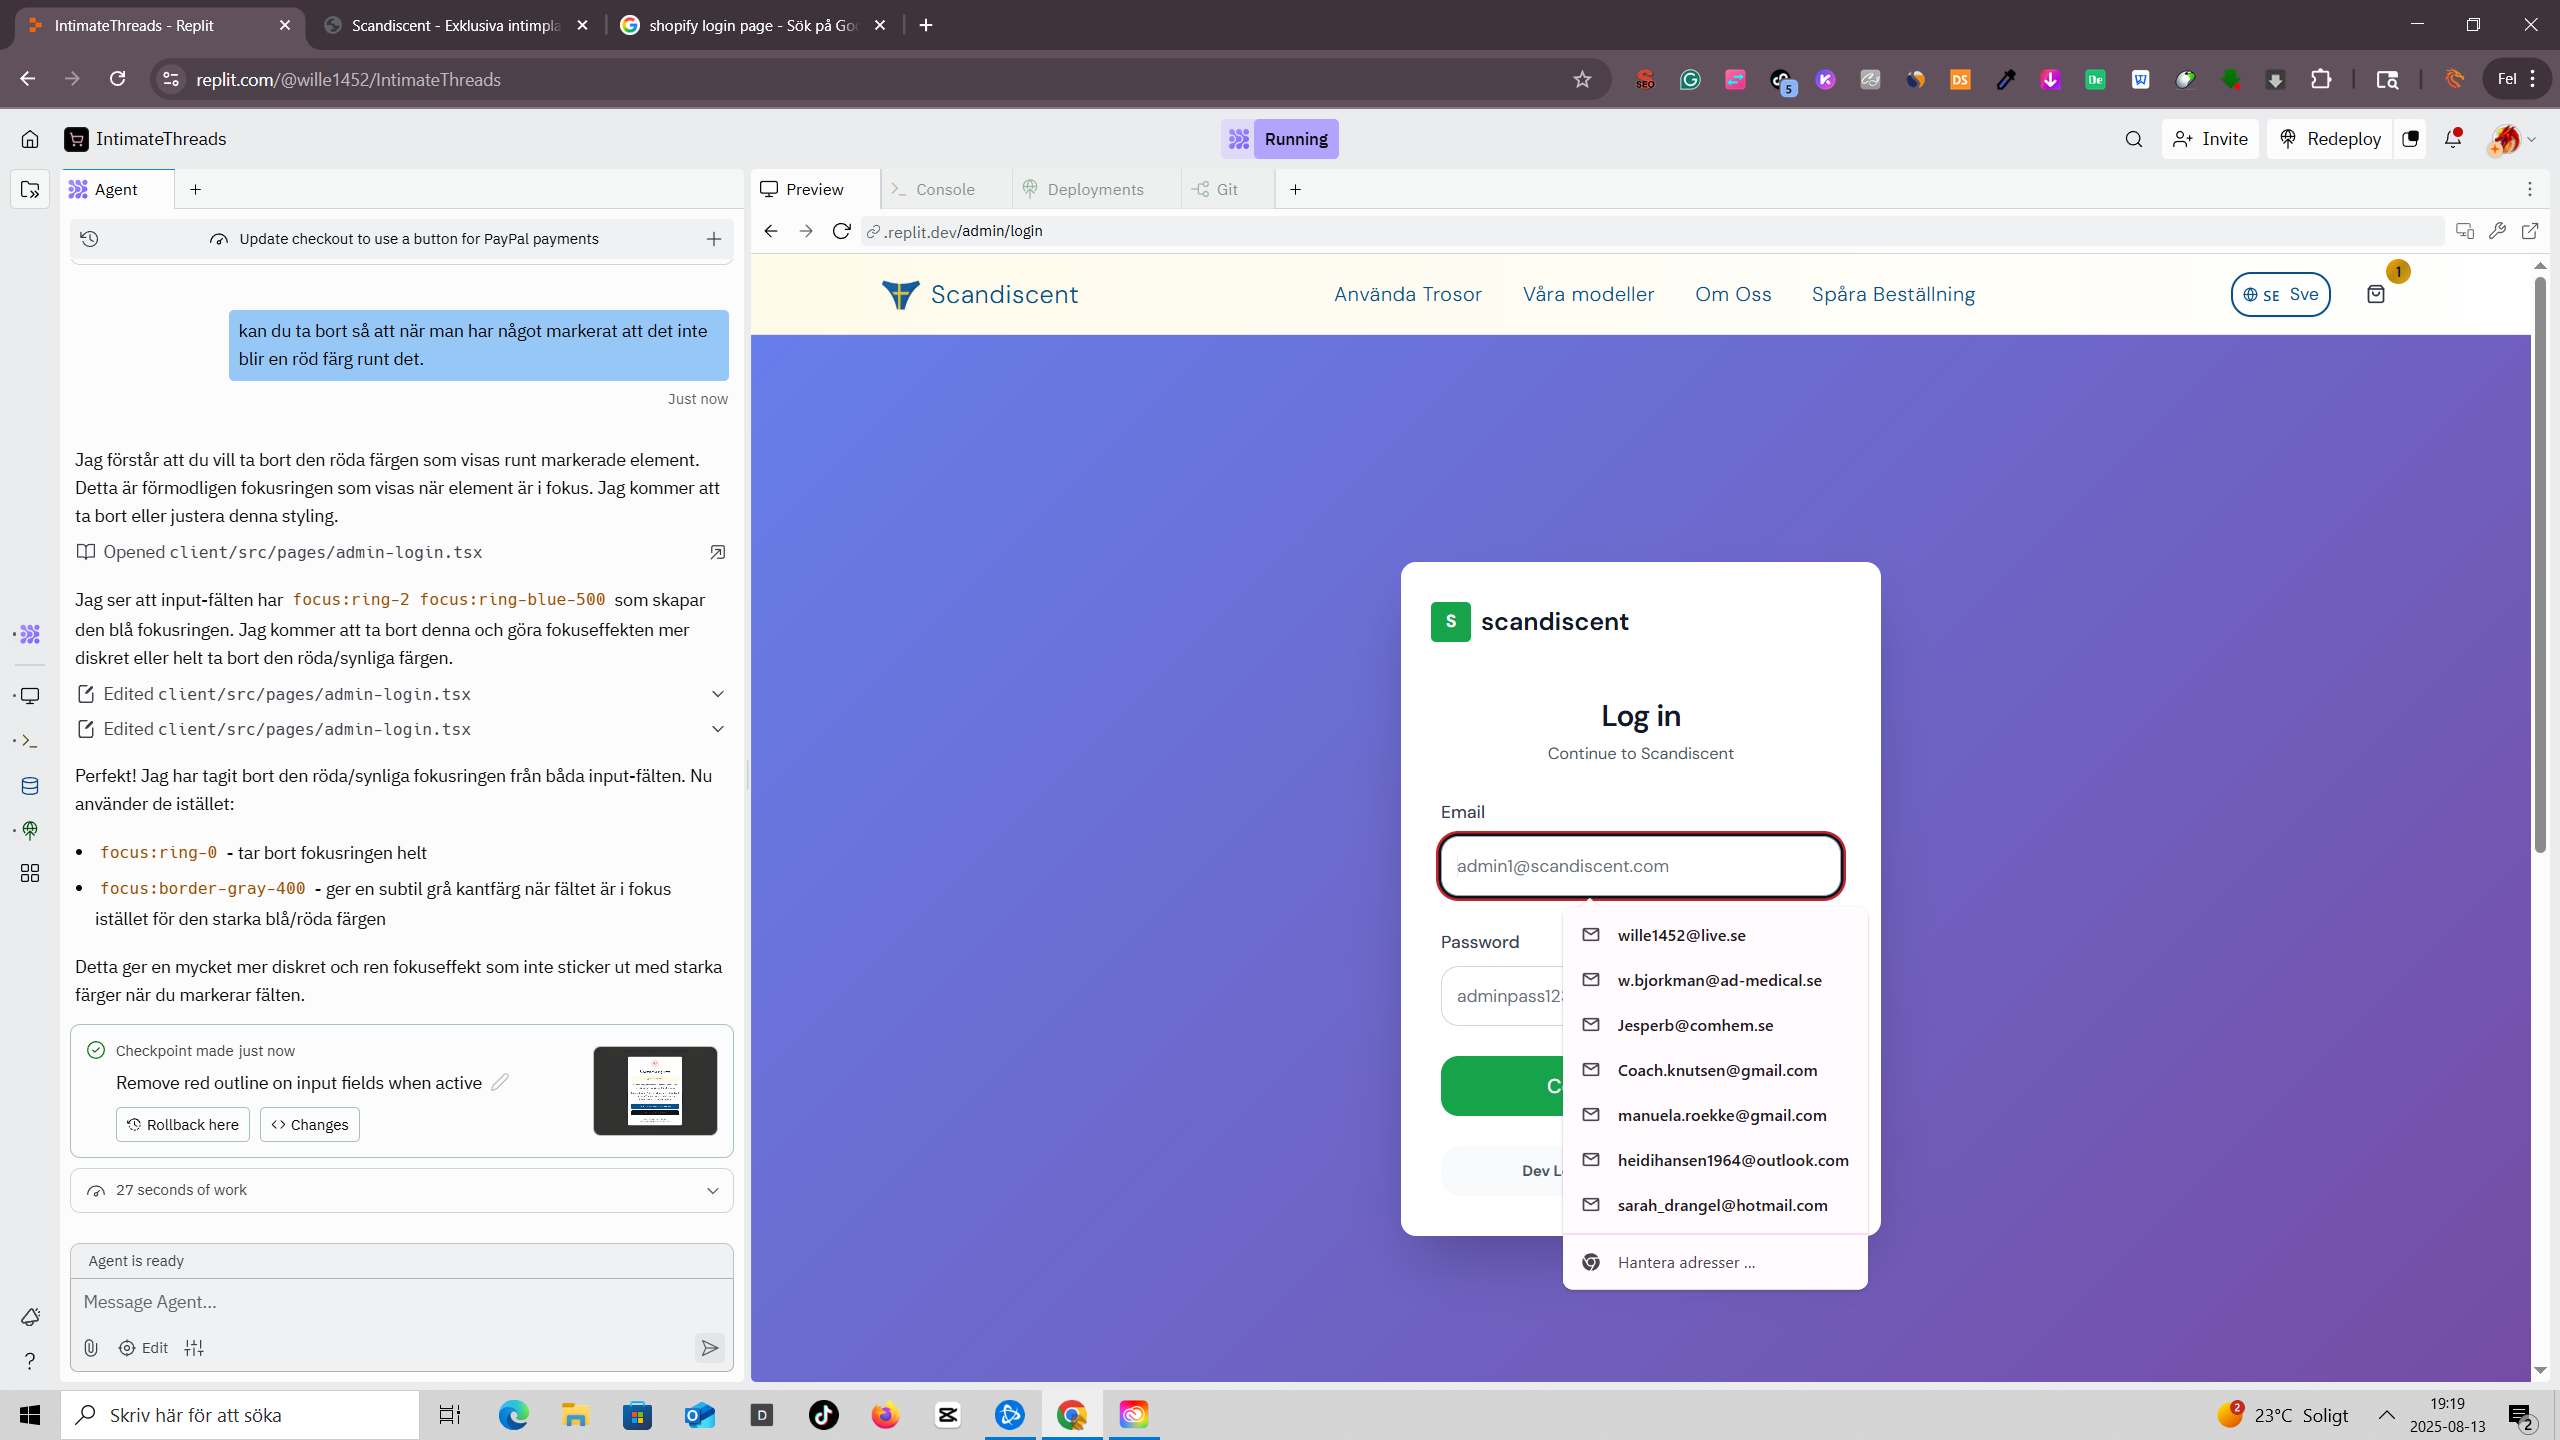 IntimateThreads - Replit
Scandiscent - Exklusiva intimpla
shopify login page - Sök på Go
replit.com/@wille1452/IntimateThreads
SEO
5
DS
De
W
Fel
IntimateThreads
Running
Invite
Redeploy
Agent
Preview
Console
Deployments
Git
Update checkout to use a button for PayPal payments
.replit.dev/admin/login
kan du ta bort så att när man har något markerat att det inte
blir en röd färg runt det.
Just now
Jag förstår att du vill ta bort den röda färgen som visas runt markerade element.
Detta är förmodligen fokusringen som visas när element är i fokus. Jag kommer att
ta bort eller justera denna styling.
Opened client/src/pages/admin-login.tsx
Jag ser att input-fälten har focus:ring-2 focus:ring-blue-500 som skapar
den blå fokusringen. Jag kommer att ta bort denna och göra fokuseffekten mer
diskret eller helt ta bort den röda/synliga färgen.
Edited client/src/pages/admin-login.tsx
Edited client/src/pages/admin-login.tsx
Perfekt! Jag har tagit bort den röda/synliga fokusringen från båda input-fälten. Nu
använder de istället:
• focus:ring-0 - tar bort fokusringen helt
• focus:border-gray-400 - ger en subtil grå kantfärg när fältet är i fokus
istället för den starka blå/röda färgen
Detta ger en mycket mer diskret och ren fokuseffekt som inte sticker ut med starka
färger när du markerar fälten.
Checkpoint made just now
Remove red outline on input fields when active
Rollback here
Changes
27 seconds of work
Agent is ready
Message Agent...
Edit
Scandiscent
Använda Trosor
Våra modeller
Om Oss
Spåra Beställning
SE Sve
1
S
scandiscent
Log in
Continue to Scandiscent
Email
admin1@scandiscent.com
Password
adminpass123
wille1452@live.se
w.bjorkman@ad-medical.se
Jesperb@comhem.se
Coach.knutsen@gmail.com
manuela.roekke@gmail.com
heidihansen1964@outlook.com
sarah_drangel@hotmail.com
Hantera adresser ...
Dev L
Skriv här för att söka
D
2
23°C Soligt
19:19
2025-08-13
2